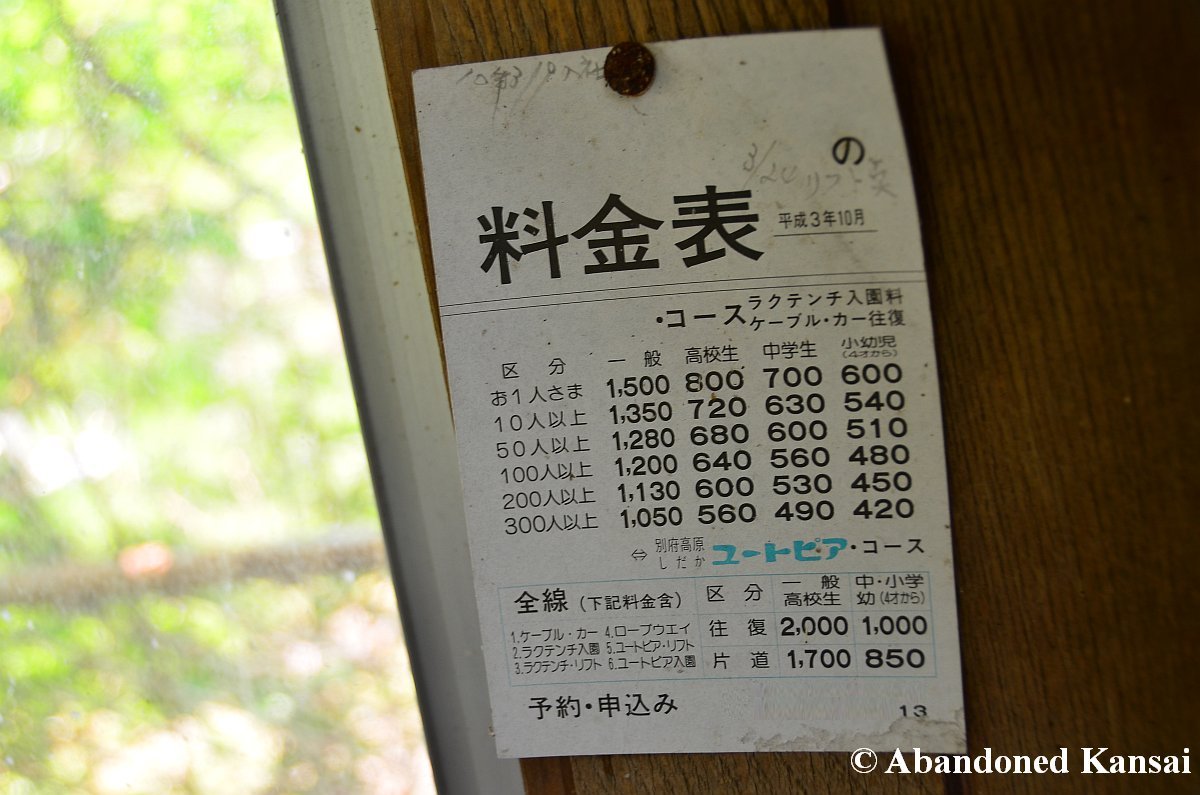 の
料金表 平成3年10月
・コース ラクテンチ入園料
ケーブル・カー往復
区分 一般 高校生 中学生 小幼児(4才から)
お1人さま 1,500 800 700 600
10人以上 1,350 720 630 540
50人以上 1,280 680 600 510
100人以上 1,200 640 560 480
200人以上 1,130 600 530 450
300人以上 1,050 560 490 420
⇔ 別府高原しだか ユートピア・コース
全線(下記料金含) 区分 一般高校生 中・小学幼(4才から)
1.ケーブル・カー 4.ロープウエイ
2.ラクテンチ入園 5.ユートピア・リフト
3.ラクテンチ・リフト 6.ユートピア入園
往復 2,000 1,000
片道 1,700 850
予約・申込み
13
3/24
© Abandoned Kansai